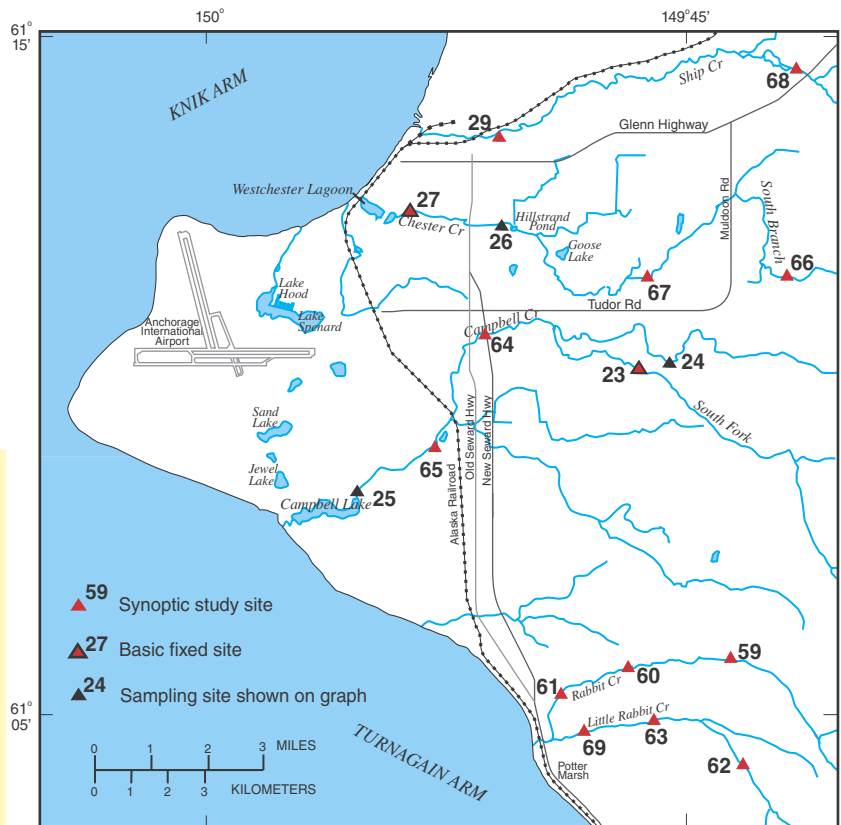 61°
15'
150°
149°45'
KNIK ARM
Ship Cr
68
29
Glenn Highway
Westchester Lagoon
27
Chester Cr
26
Hillstrand
Pond
Goose
Lake
Muldoon Rd
South Branch
66
67
Tudor Rd
Lake
Hood
Lake
Spenard
Anchorage
International
Airport
Campbell Cr
64
23
24
South Fork
Sand
Lake
Jewel
Lake
Campbell Lake
25
65
Alaska Railroad
Old Seward Hwy
New Seward Hwy
59
Synoptic study site
27
Basic fixed site
24
Sampling site shown on graph
59
60
61
Rabbit Cr
Little Rabbit Cr
69
63
62
61°
05'
TURNAGAIN ARM
Potter
Marsh
0 1 2 3 MILES
0 1 2 3 KILOMETERS